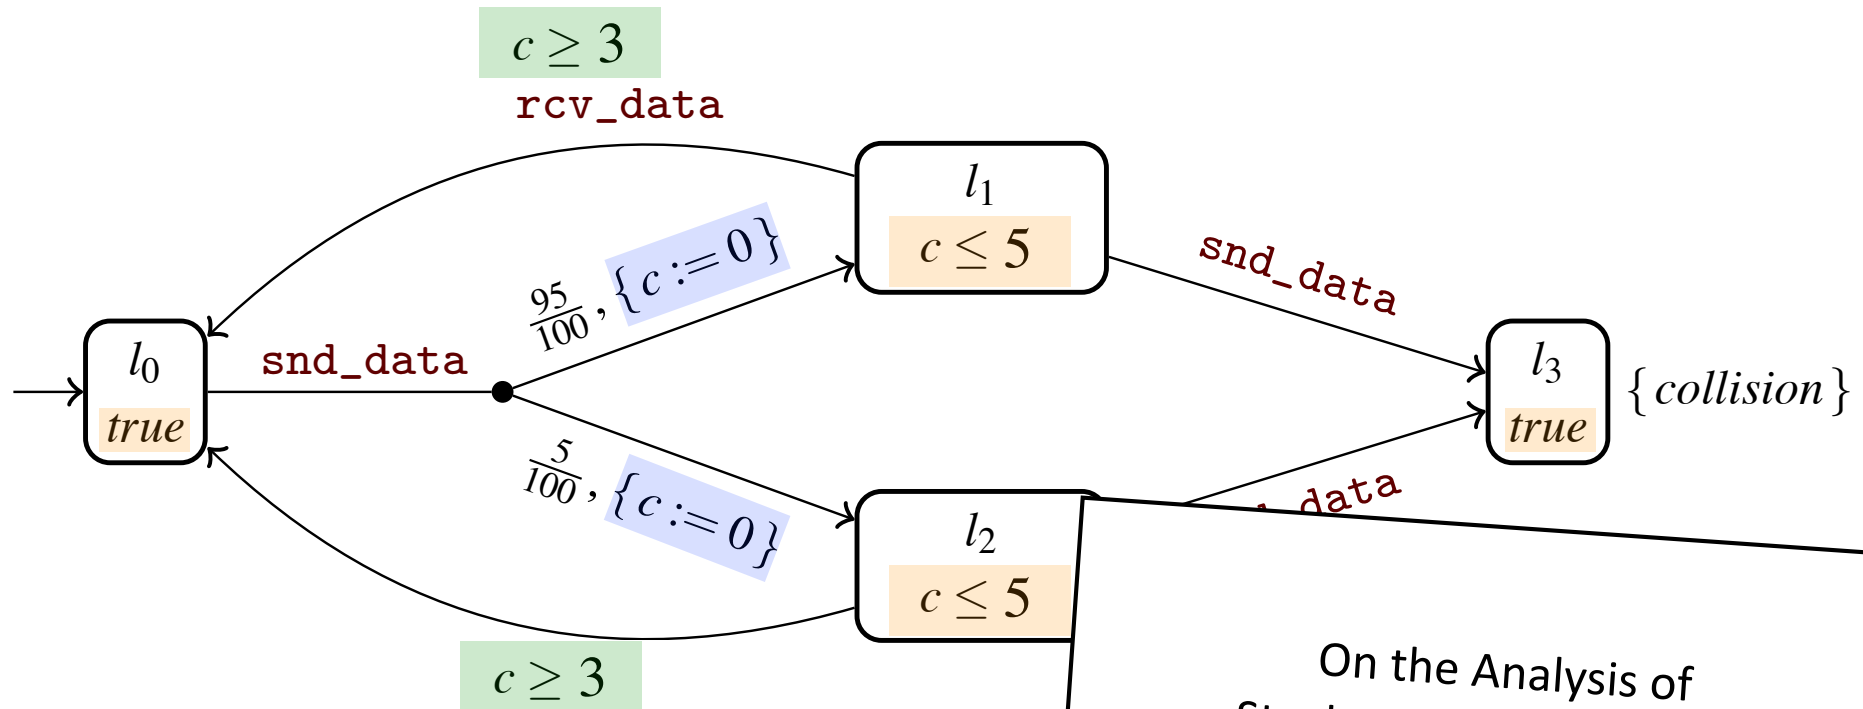 c ≥ 3
rcv_data
l₁
c ≤ 5
95/100, {c := 0}
snd_data
l₀
true
snd_data
l₃
true
{collision}
5/100, {c := 0}
l₂
c ≤ 5
data
c ≥ 3
On the Analysis of